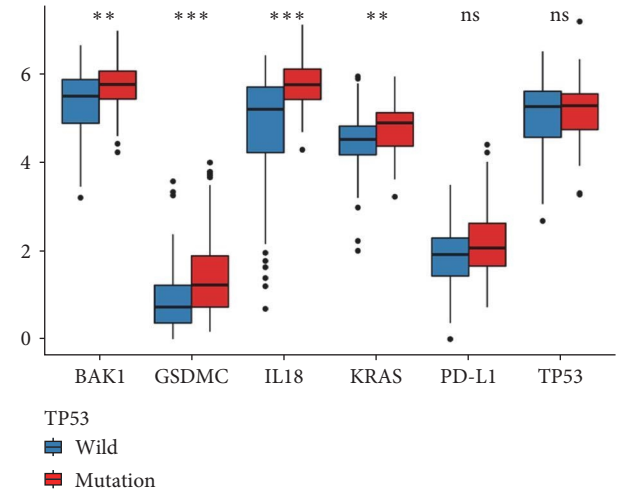 ** *** *** ** ns ns
6
4
2
0
BAK1 GSDMC IL18 KRAS PD-L1 TP53
TP53
Wild
Mutation